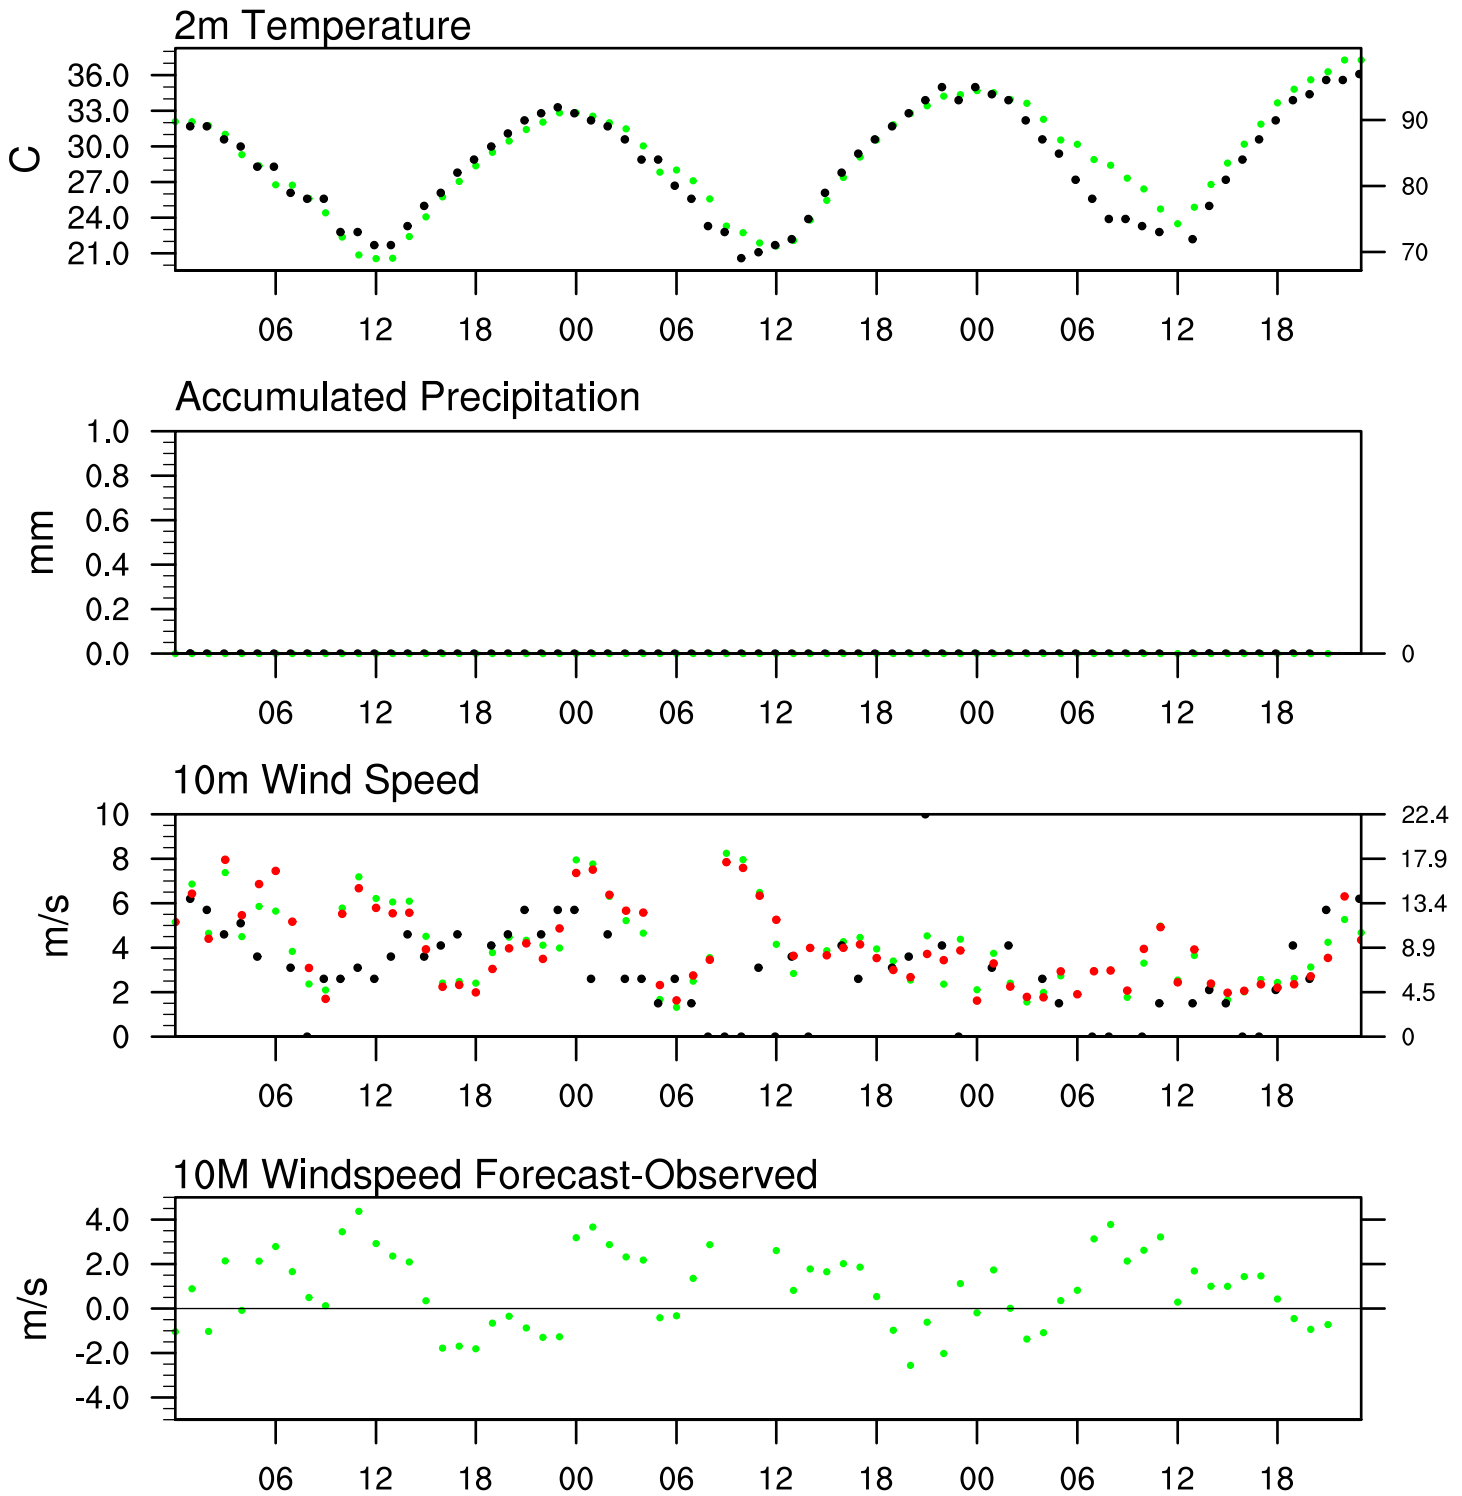 2m Temperature
36.0
33.0
30.0
27.0
24.0
21.0
C
90
80
70
06 12 18 00 06 12 18 00 06 12 18
Accumulated Precipitation
1.0
0.8
0.6
0.4
0.2
0.0
mm
0
06 12 18 00 06 12 18 00 06 12 18
10m Wind Speed
10
8
6
4
2
0
m/s
22.4
17.9
13.4
8.9
4.5
0
06 12 18 00 06 12 18 00 06 12 18
10M Windspeed Forecast-Observed
4.0
2.0
0.0
-2.0
-4.0
m/s
06 12 18 00 06 12 18 00 06 12 18